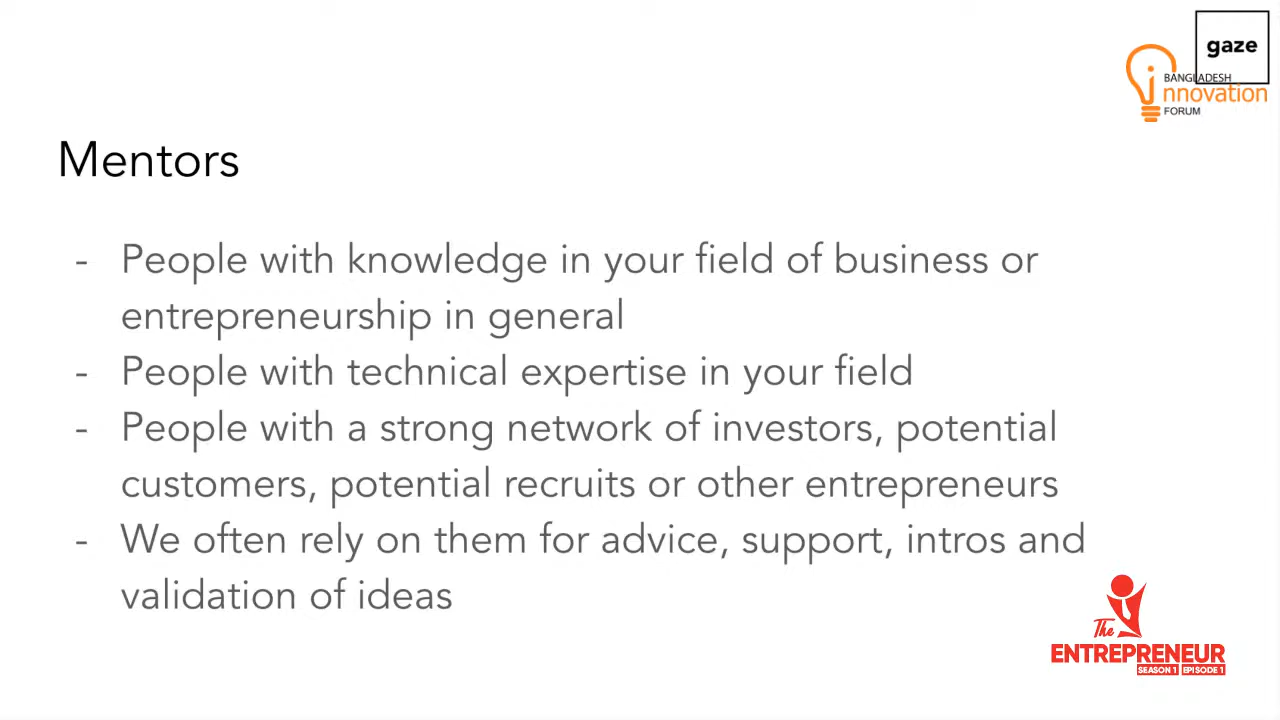 gaze
BANGLADESH
innovation
FORUM
Mentors
- People with knowledge in your field of business or
entrepreneurship in general
- People with technical expertise in your field
- People with a strong network of investors, potential
customers, potential recruits or other entrepreneurs
- We often rely on them for advice, support, intros and
validation of ideas
The
ENTREPRENEUR
SEASON 1 EPISODE 1